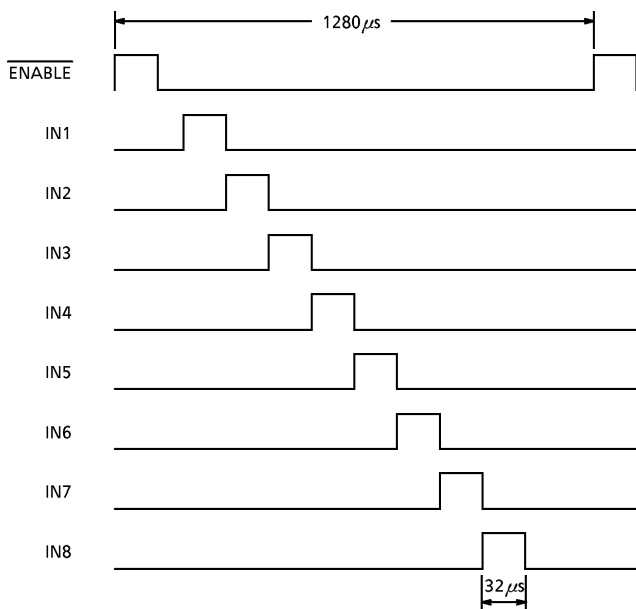 1280μs
ENABLE
IN1
IN2
IN3
IN4
IN5
IN6
IN7
IN8
32μs